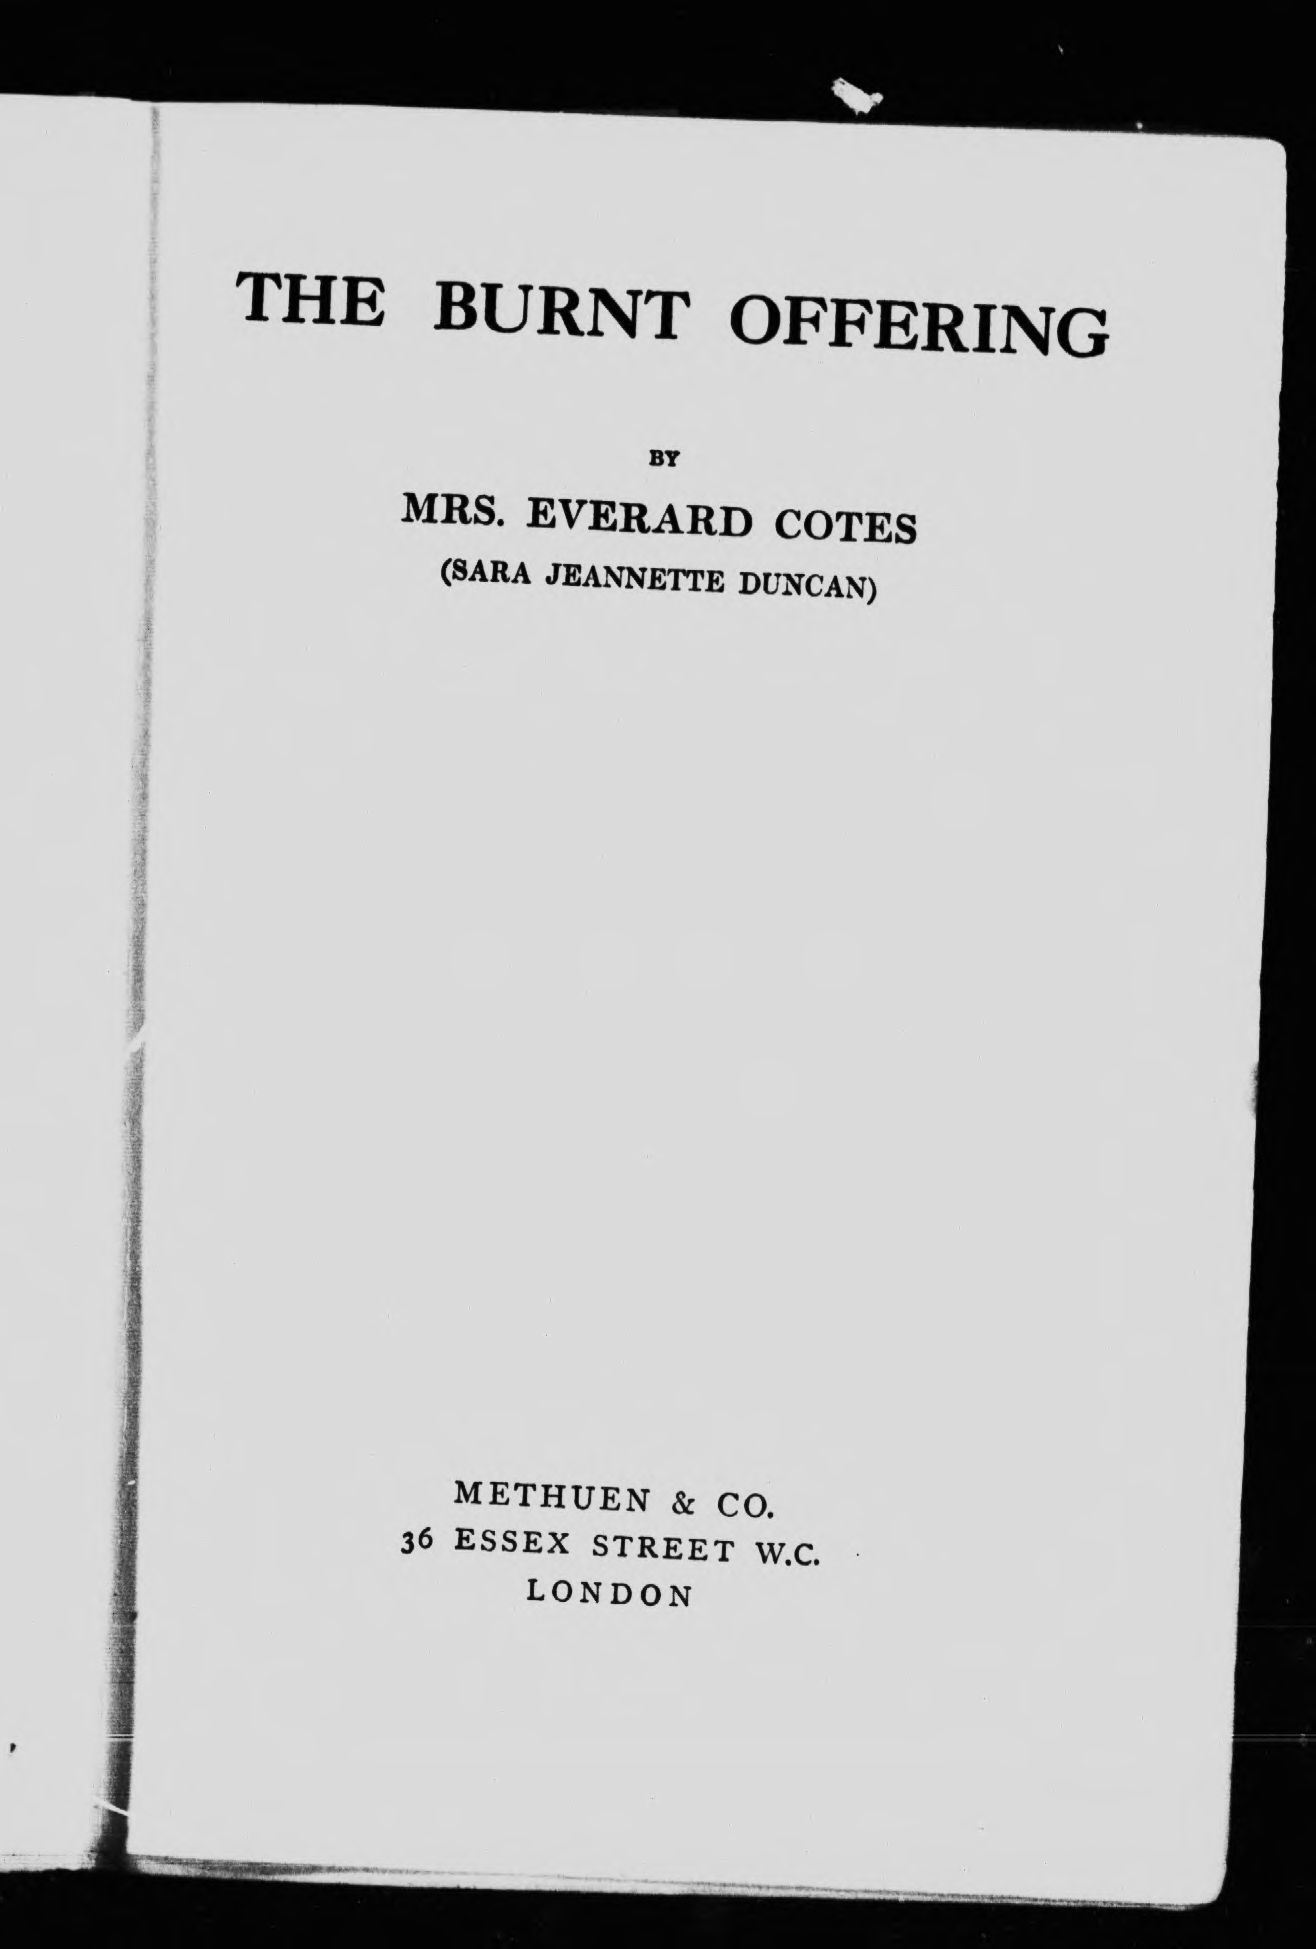 THE BURNT OFFERING
BY
MRS. EVERARD COTES
(SARA JEANNETTE DUNCAN)
METHUEN & CO.
36 ESSEX STREET W.C.
LONDON